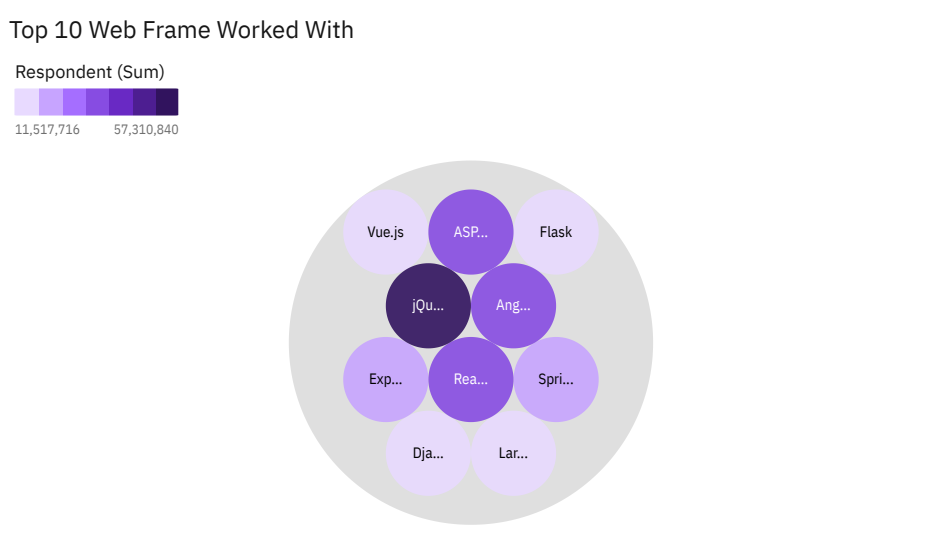 Top 10 Web Frame Worked With
Respondent (Sum)
11,517,716 57,310,840
Vue.js ASP... Flask
jQu... Ang...
Exp... Rea... Spri...
Dja... Lar...